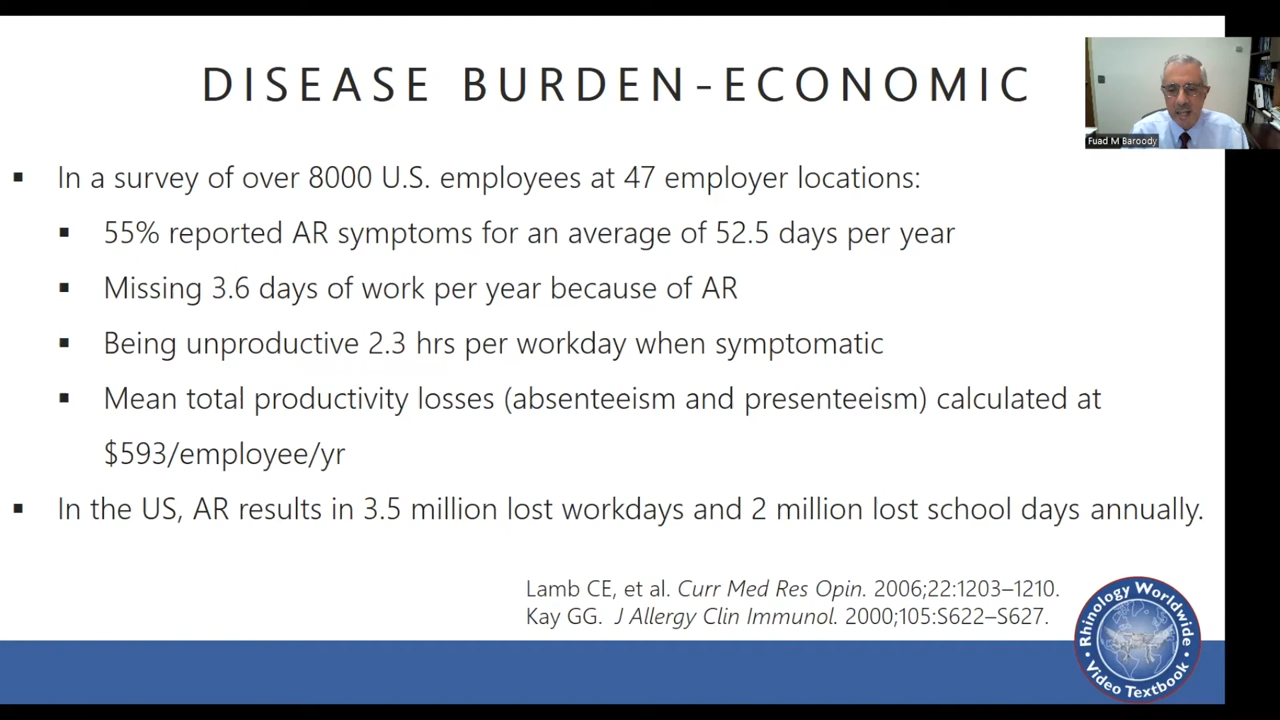 DISEASE BURDEN-ECONOMIC
Fuad M Baroody
▪ In a survey of over 8000 U.S. employees at 47 employer locations:
▪ 55% reported AR symptoms for an average of 52.5 days per year
▪ Missing 3.6 days of work per year because of AR
▪ Being unproductive 2.3 hrs per workday when symptomatic
▪ Mean total productivity losses (absenteeism and presenteeism) calculated at
$593/employee/yr
▪ In the US, AR results in 3.5 million lost workdays and 2 million lost school days annually.
Lamb CE, et al. Curr Med Res Opin. 2006;22:1203–1210.
Kay GG. J Allergy Clin Immunol. 2000;105:S622–S627.
Rhinology Worldwide
• Video Textbook •